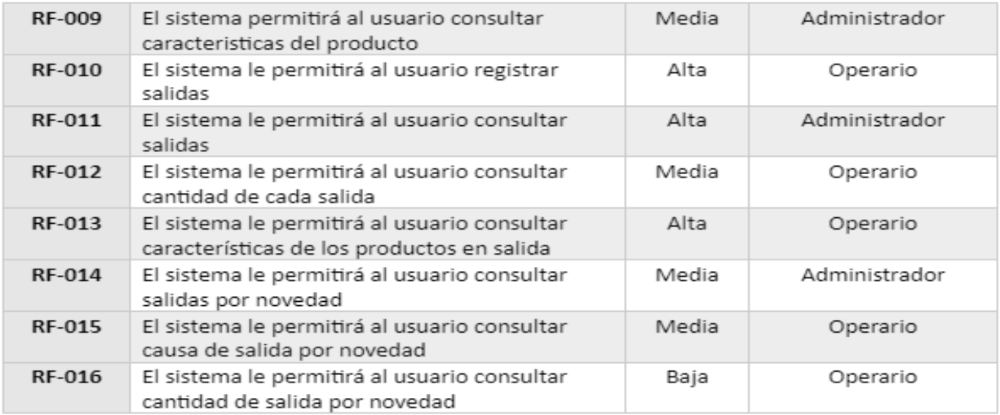 RF-009 El sistema permitirá al usuario consultar Media Administrador
caracteristicas del producto
RF-010 El sistema le permitirá al usuario registrar Alta Operario
salidas
RF-011 El sistema le permitirá al usuario consultar Alta Administrador
salidas
RF-012 El sistema le permitirá al usuario consultar Media Operario
cantidad de cada salida
RF-013 El sistema le permitirá al usuario consultar Alta Operario
características de los productos en salida
RF-014 El sistema le permitirá al usuario consultar Media Administrador
salidas por novedad
RF-015 El sistema le permitirá al usuario consultar Media Operario
causa de salida por novedad
RF-016 El sistema le permitirá al usuario consultar Baja Operario
cantidad de salida por novedad